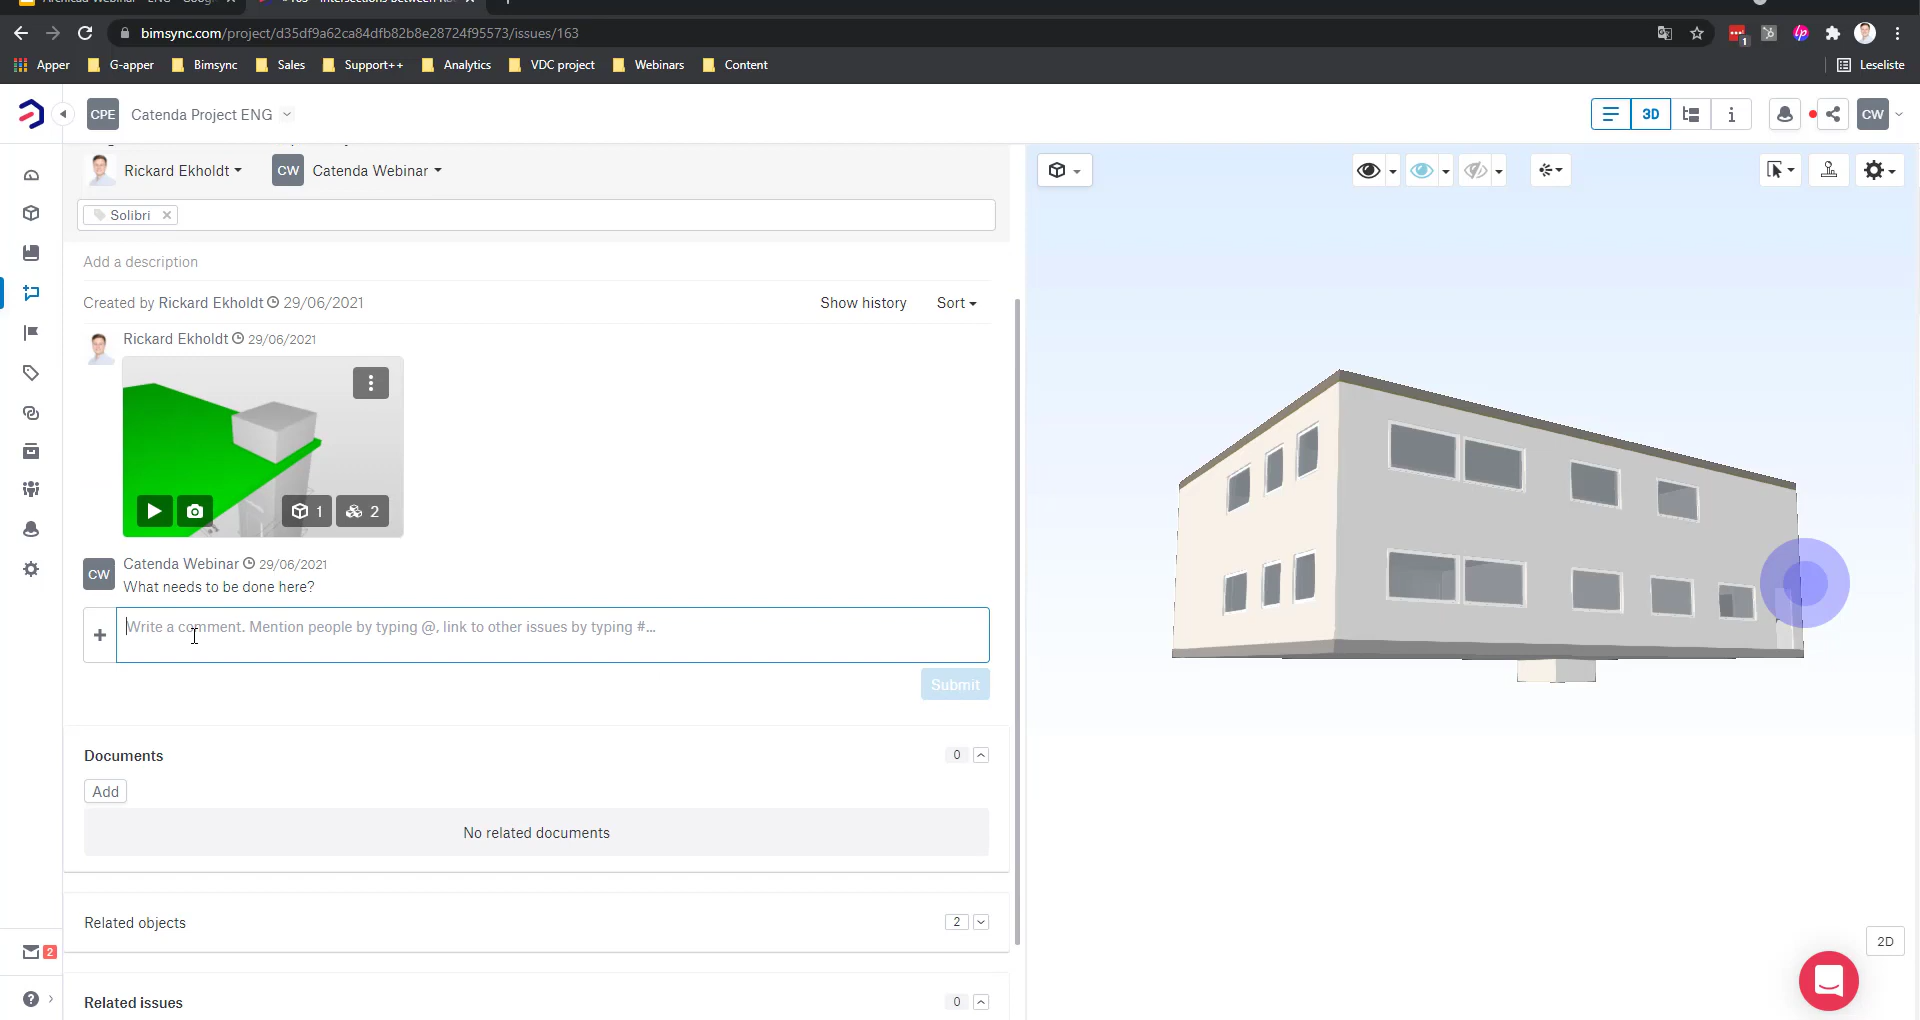 bimsync.com/project/d35df9a62ca84dfb82b8e28724f95573/issues/163
1
Apper G-apper Bimsync Sales Support++ Analytics VDC project Webinars Content Leseliste
CPE Catenda Project ENG 3D i CW
Rickard Ekholdt CW Catenda Webinar
Solibri ×
Add a description
Created by Rickard Ekholdt 29/06/2021 Show history Sort
Rickard Ekholdt 29/06/2021
1 2
CW Catenda Webinar 29/06/2021
What needs to be done here?
+ Write a comment. Mention people by typing @, link to other issues by typing #...
Submit
Documents 0
Add
No related documents
Related objects 2
2D
2
Related issues 0